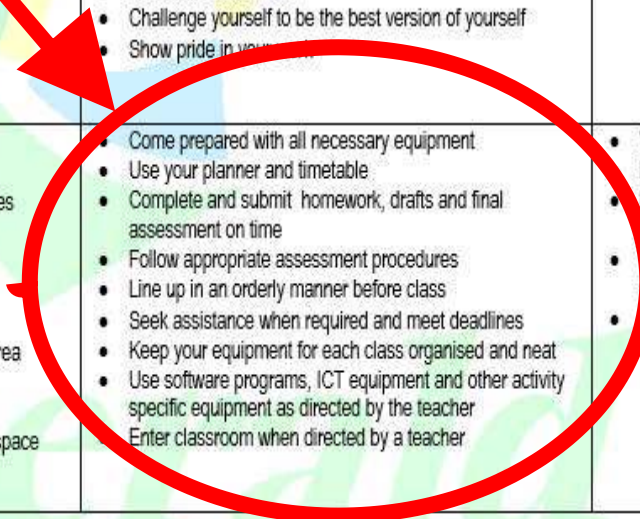 Challenge yourself to be the best version of yourself
Show pride in your
Come prepared with all necessary equipment
Use your planner and timetable
es
Complete and submit homework, drafts and final
assessment on time
Follow appropriate assessment procedures
Line up in an orderly manner before class
Seek assistance when required and meet deadlines
rea
Keep your equipment for each class organised and neat
Use software programs, ICT equipment and other activity
specific equipment as directed by the teacher
space
Enter classroom when directed by a teacher